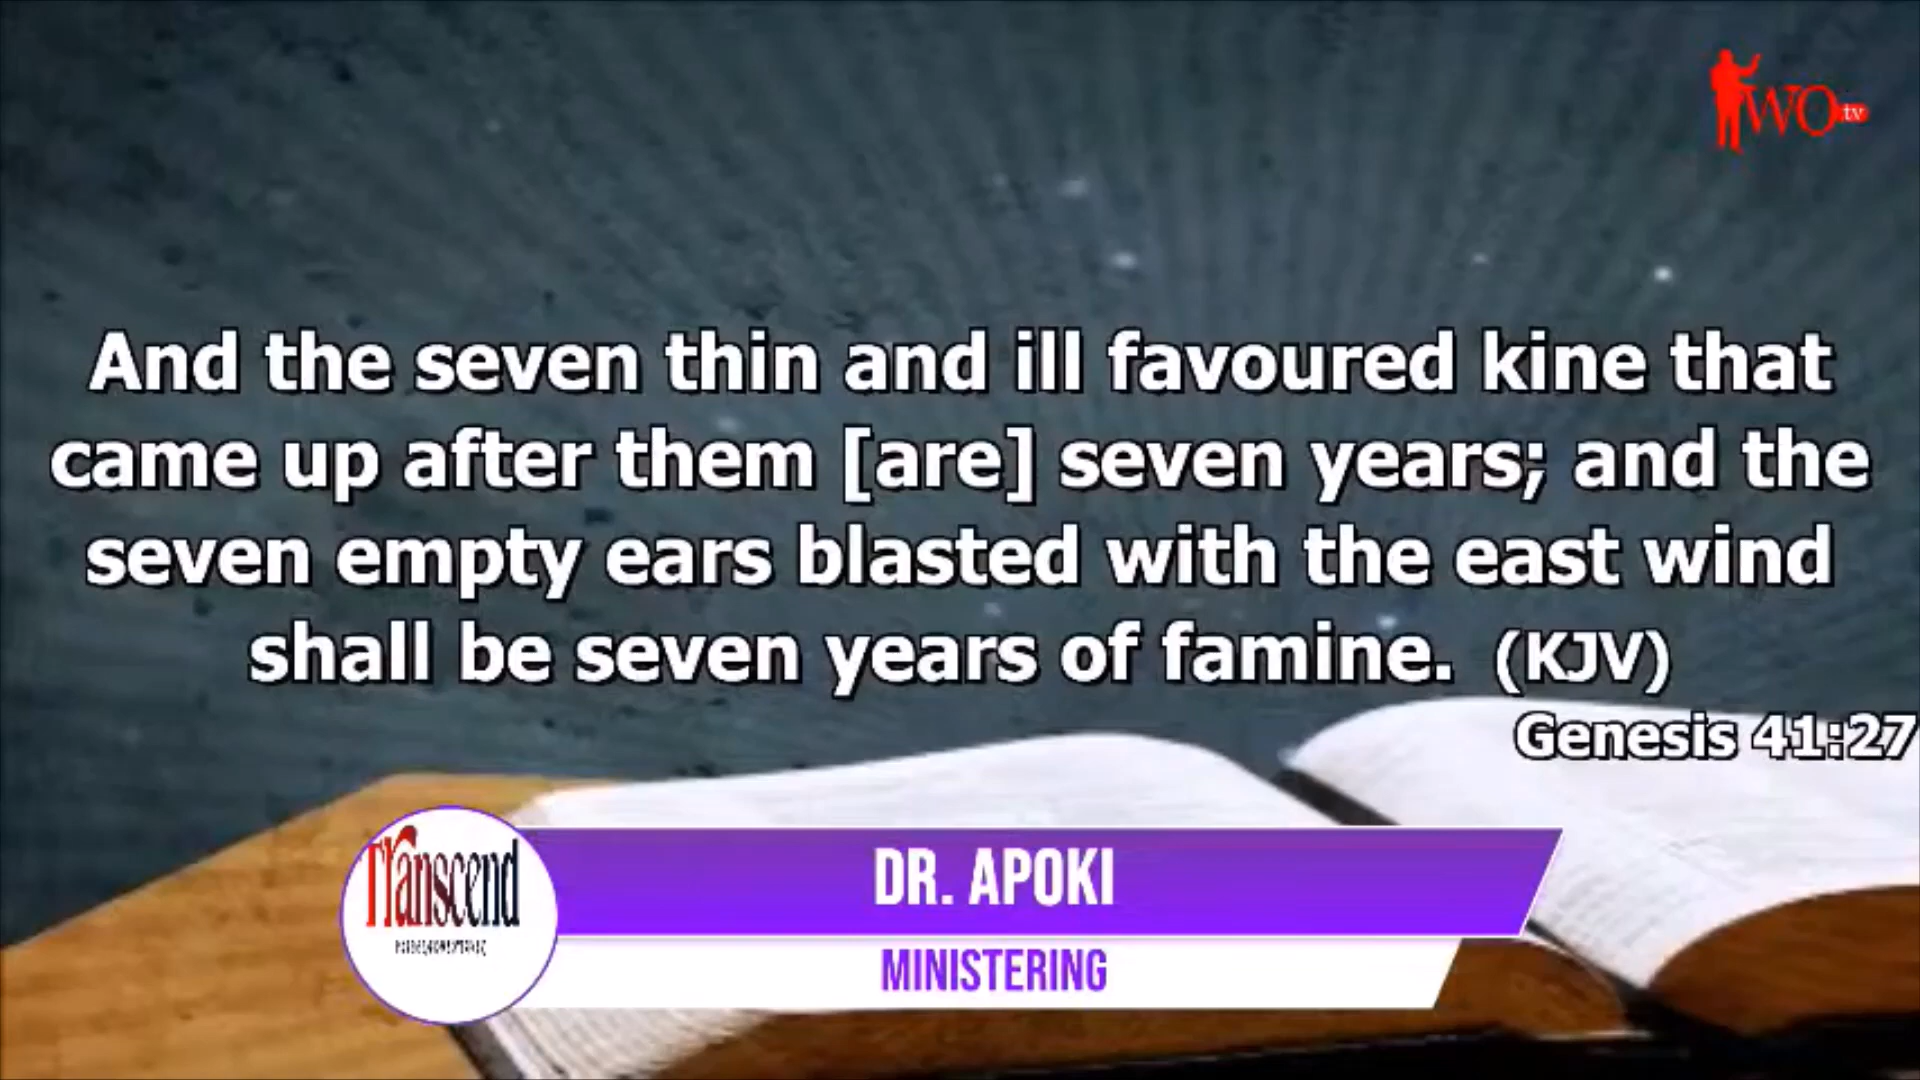 WO tv
And the seven thin and ill favoured kine that
came up after them [are] seven years; and the
seven empty ears blasted with the east wind
shall be seven years of famine. (KJV)
Genesis 41:27
Transcend
DR. APOKI
MINISTERING